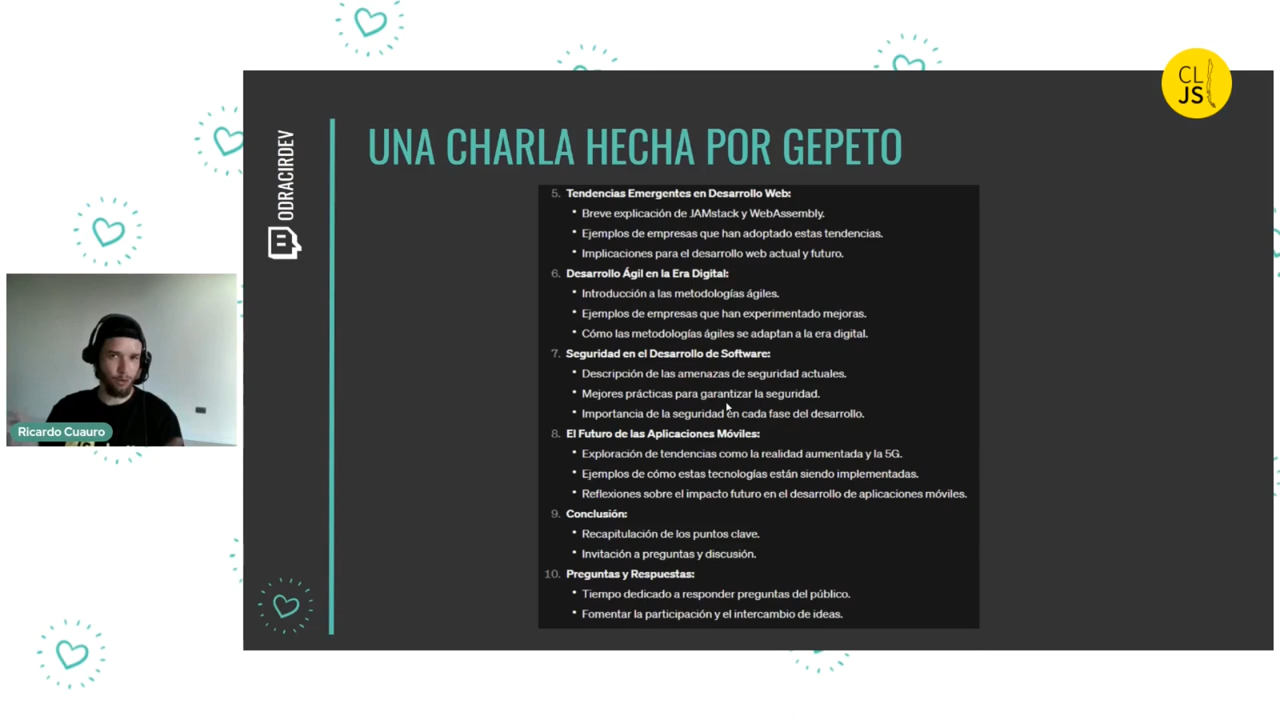 CL
JS
UNA CHARLA HECHA POR GEPETO
ODRACIRDEV
5. Tendencias Emergentes en Desarrollo Web:
• Breve explicación de JAMstack y WebAssembly.
• Ejemplos de empresas que han adoptado estas tendencias.
• Implicaciones para el desarrollo web actual y futuro.
6. Desarrollo Ágil en la Era Digital:
• Introducción a las metodologías ágiles.
• Ejemplos de empresas que han experimentado mejoras.
• Cómo las metodologías ágiles se adaptan a la era digital.
7. Seguridad en el Desarrollo de Software:
• Descripción de las amenazas de seguridad actuales.
• Mejores prácticas para garantizar la seguridad.
• Importancia de la seguridad en cada fase del desarrollo.
8. El Futuro de las Aplicaciones Móviles:
• Exploración de tendencias como la realidad aumentada y la 5G.
• Ejemplos de cómo estas tecnologías están siendo implementadas.
• Reflexiones sobre el impacto futuro en el desarrollo de aplicaciones móviles.
9. Conclusión:
• Recapitulación de los puntos clave.
• Invitación a preguntas y discusión.
10. Preguntas y Respuestas:
• Tiempo dedicado a responder preguntas del público.
• Fomentar la participación y el intercambio de ideas.
Ricardo Cuauro